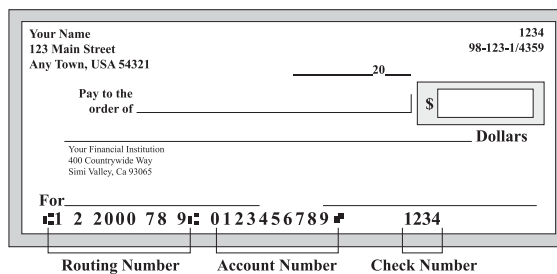 Your Name 1234
123 Main Street 98-123-1/4359
Any Town, USA 54321
20
Pay to the
order of
$
Dollars
Your Financial Institution
400 Countrywide Way
Simi Valley, Ca 93065
For
⑆1 2 2000 78 9⑆ 0123456789⑈ 1234
Routing Number Account Number Check Number